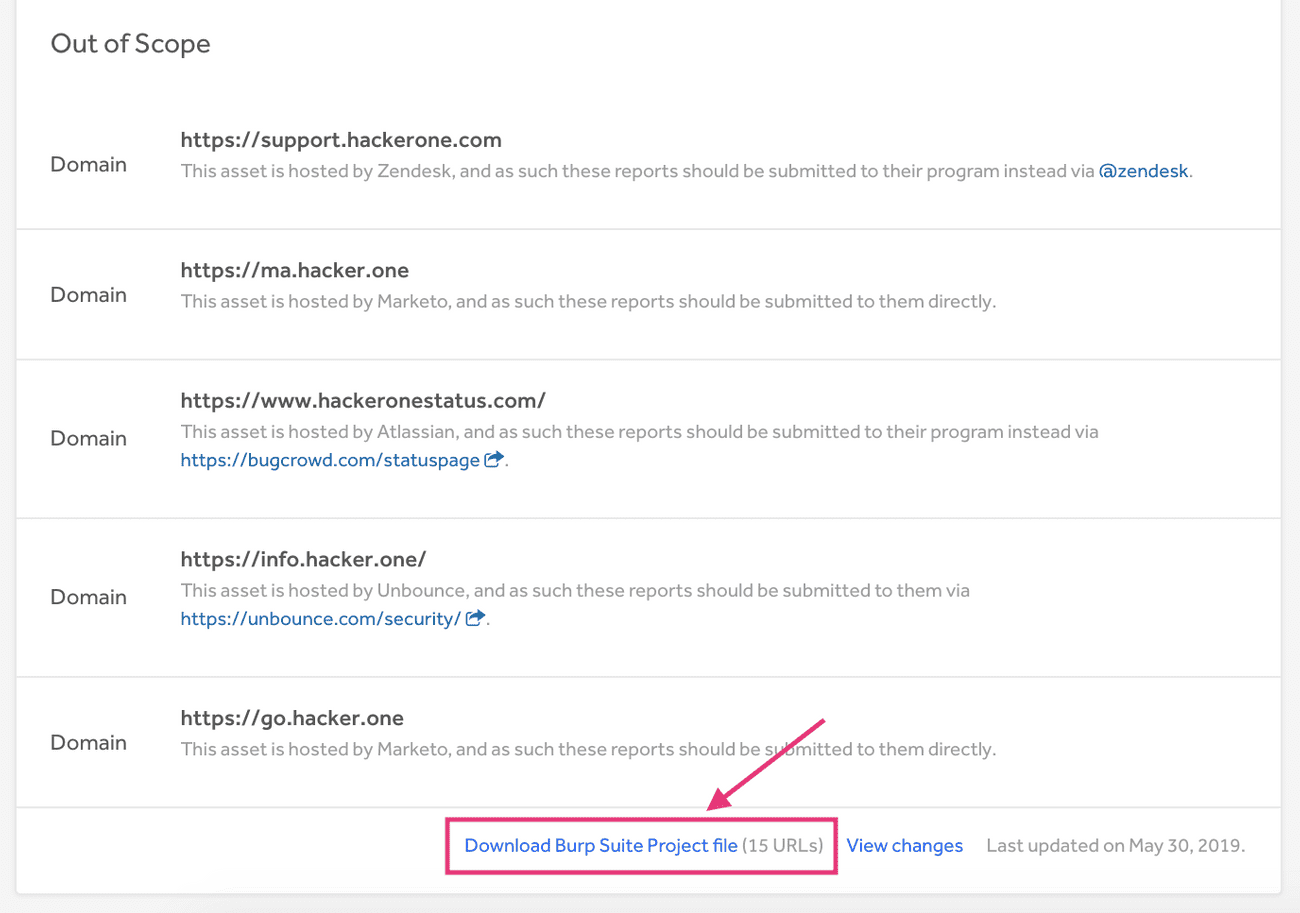 Out of Scope
Domain
https://support.hackerone.com
This asset is hosted by Zendesk, and as such these reports should be submitted to their program instead via @zendesk.
Domain
https://ma.hacker.one
This asset is hosted by Marketo, and as such these reports should be submitted to them directly.
Domain
https://www.hackeronestatus.com/
This asset is hosted by Atlassian, and as such these reports should be submitted to their program instead via
https://bugcrowd.com/statuspage.
Domain
https://info.hacker.one/
This asset is hosted by Unbounce, and as such these reports should be submitted to them via
https://unbounce.com/security/.
Domain
https://go.hacker.one
This asset is hosted by Marketo, and as such these reports should be submitted to them directly.
Download Burp Suite Project file (15 URLs) View changes Last updated on May 30, 2019.